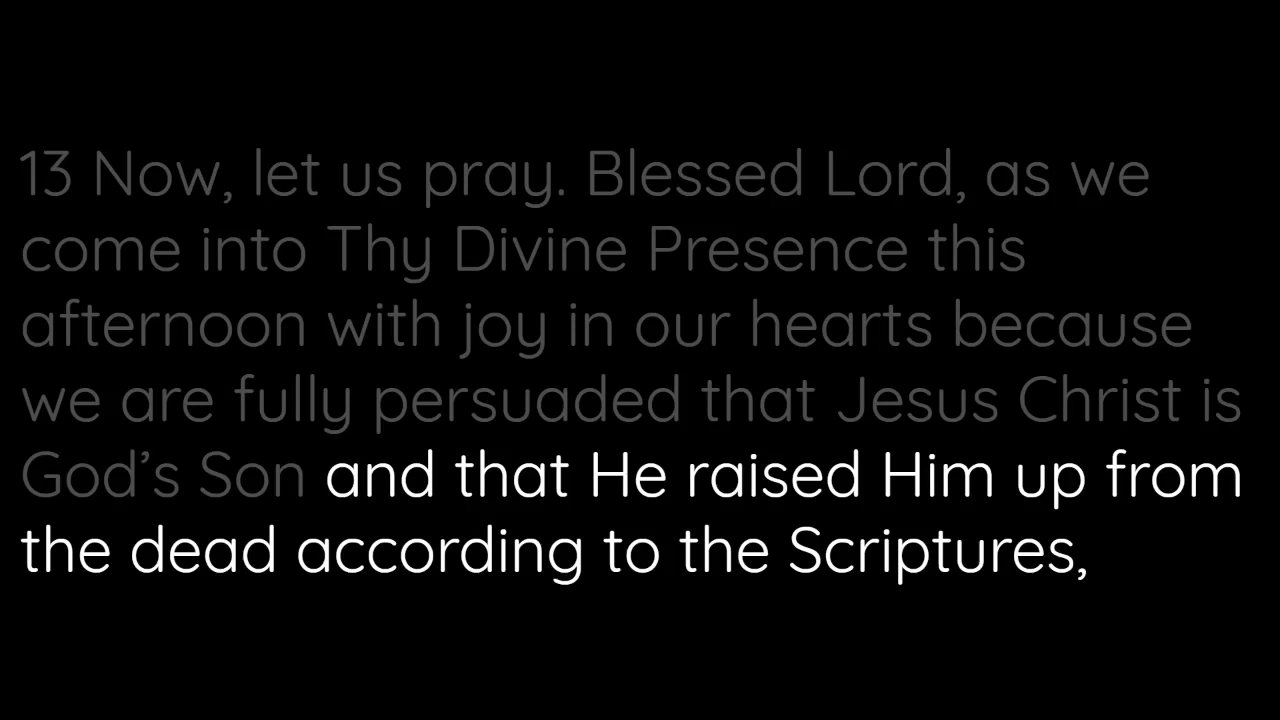 13 Now, let us pray. Blessed Lord, as we
come into Thy Divine Presence this
afternoon with joy in our hearts because
we are fully persuaded that Jesus Christ is
God’s Son and that He raised Him up from
the dead according to the Scriptures,